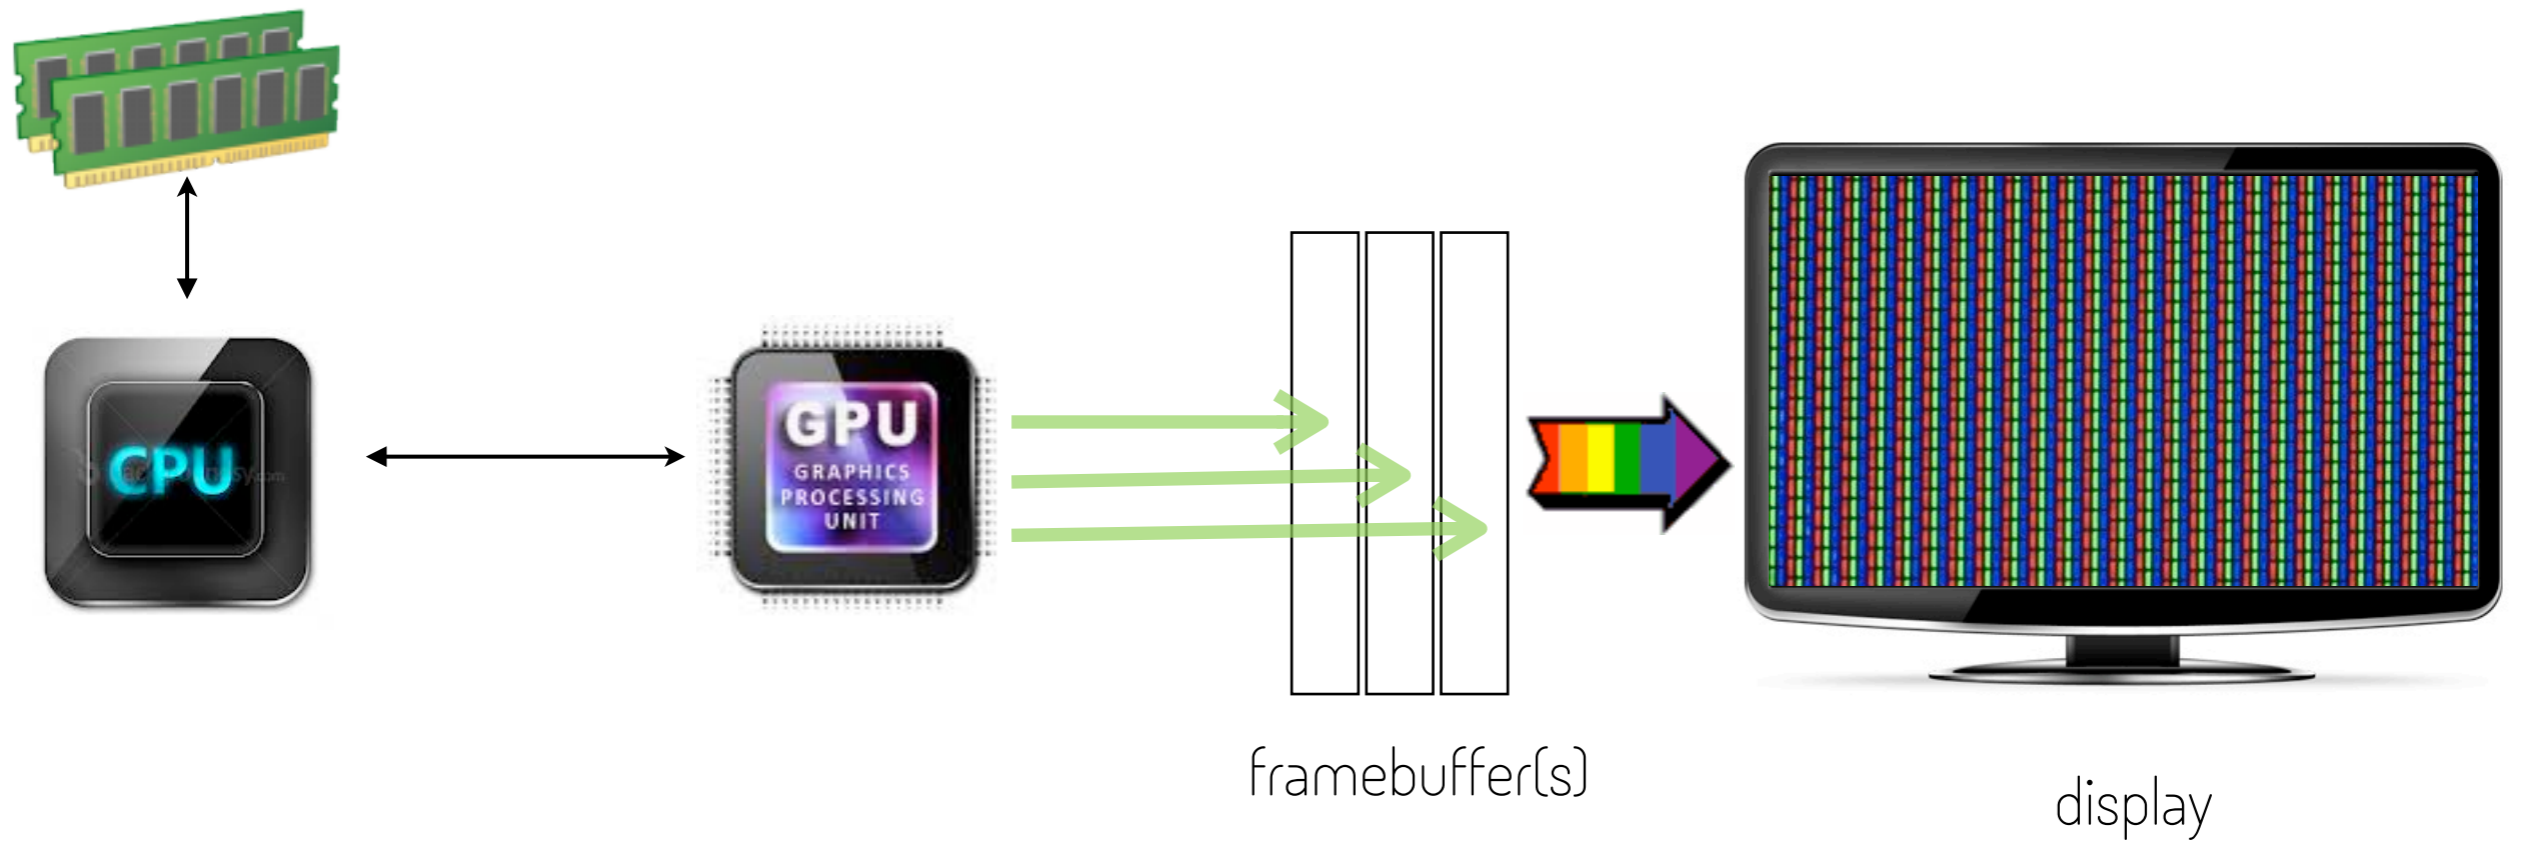 CPU
GPU
GRAPHICS
PROCESSING
UNIT
framebuffer(s)
display